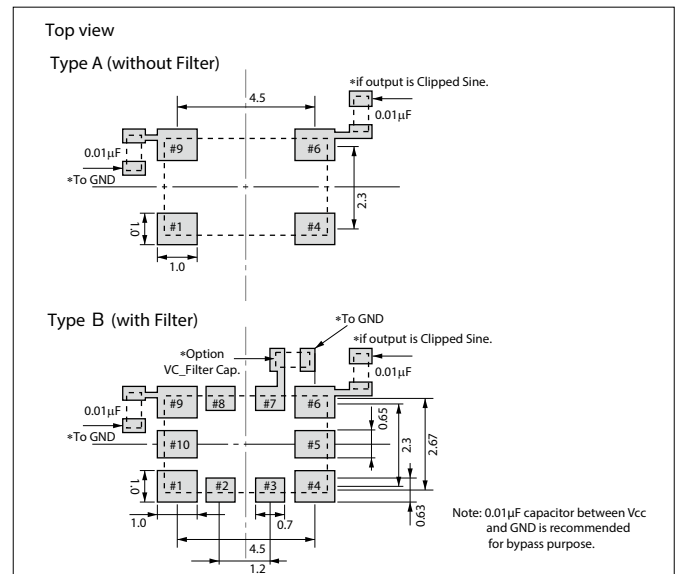 Top view
Type A (without Filter)
∗if output is Clipped Sine.
4.5
0.01µF
#9
#6
0.01µF
∗To GND
2.3
1.0
#1
#4
1.0
Type B (with Filter)
∗To GND
∗if output is Clipped Sine.
∗Option
VC_Filter Cap.
0.01µF
#9
#8
#7
#6
0.01µF
∗To GND
#10
#5
0.65
2.3
2.67
1.0
#1
#2
#3
#4
1.0
0.7
0.63
4.5
1.2
Note: 0.01µF capacitor between Vcc
and GND is recommended
for bypass purpose.